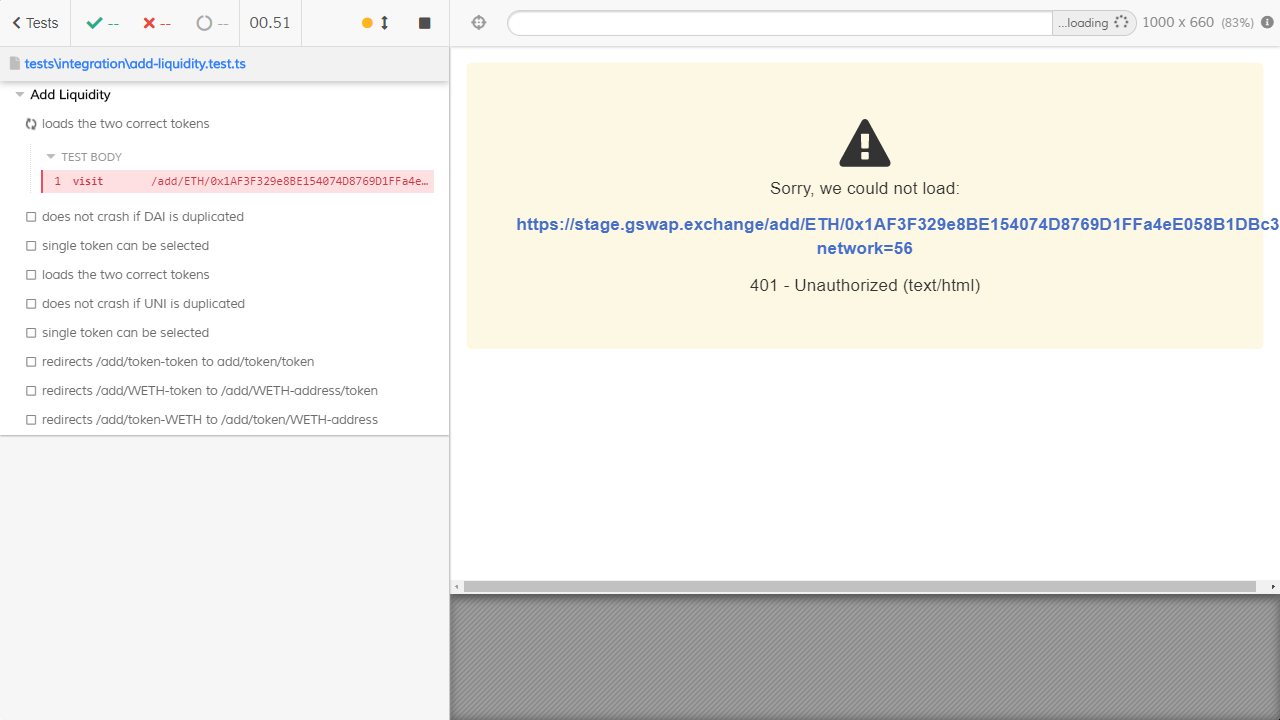 Tests
--
--
--
00.51
...loading
1000 x 660 (83%)
tests\integration\add-liquidity.test.ts
Add Liquidity
loads the two correct tokens
TEST BODY
1 visit /add/ETH/0x1AF3F329e8BE154074D8769D1FFa4e…
does not crash if DAI is duplicated
single token can be selected
loads the two correct tokens
does not crash if UNI is duplicated
single token can be selected
redirects /add/token-token to add/token/token
redirects /add/WETH-token to /add/WETH-address/token
redirects /add/token-WETH to /add/token/WETH-address
Sorry, we could not load:
https://stage.gswap.exchange/add/ETH/0x1AF3F329e8BE154074D8769D1FFa4eE058B1DBc3
network=56
401 - Unauthorized (text/html)